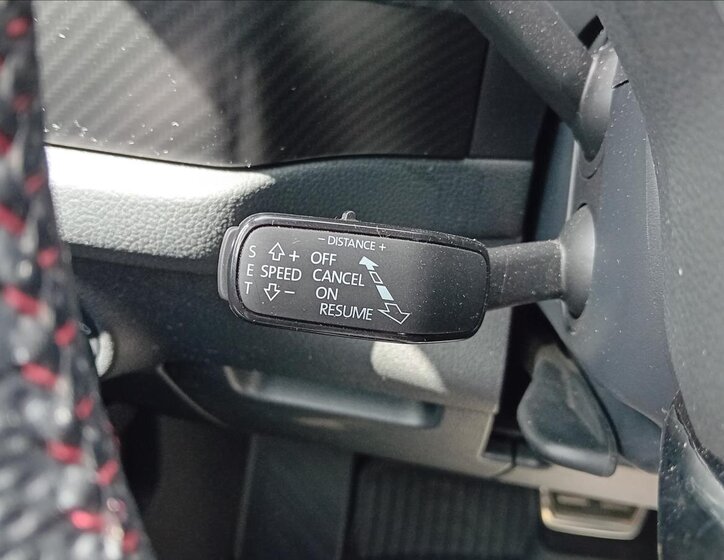 − DISTANCE +
S E T
+ SPEED −
OFF
CANCEL
ON
RESUME